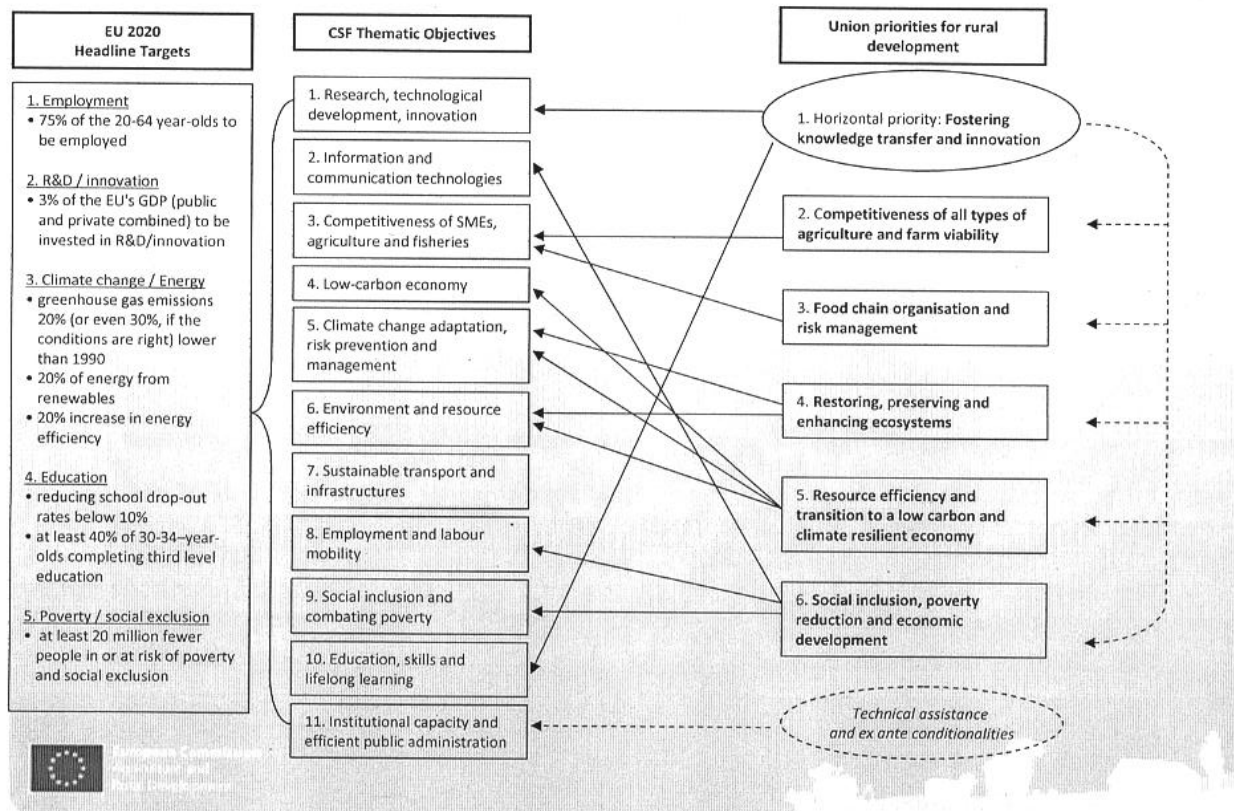 EU 2020
Headline Targets
1. Employment
• 75% of the 20-64 year-olds to
be employed
2. R&D / innovation
• 3% of the EU's GDP (public
and private combined) to be
invested in R&D/innovation
3. Climate change / Energy
• greenhouse gas emissions
20% (or even 30%, if the
conditions are right) lower
than 1990
• 20% of energy from
renewables
• 20% increase in energy
efficiency
4. Education
• reducing school drop-out
rates below 10%
• at least 40% of 30-34–year-
olds completing third level
education
5. Poverty / social exclusion
• at least 20 million fewer
people in or at risk of poverty
and social exclusion
CSF Thematic Objectives
1. Research, technological
development, innovation
2. Information and
communication technologies
3. Competitiveness of SMEs,
agriculture and fisheries
4. Low-carbon economy
5. Climate change adaptation,
risk prevention and
management
6. Environment and resource
efficiency
7. Sustainable transport and
infrastructures
8. Employment and labour
mobility
9. Social inclusion and
combating poverty
10. Education, skills and
lifelong learning
11. Institutional capacity and
efficient public administration
Union priorities for rural
development
1. Horizontal priority: Fostering
knowledge transfer and innovation
2. Competitiveness of all types of
agriculture and farm viability
3. Food chain organisation and
risk management
4. Restoring, preserving and
enhancing ecosystems
5. Resource efficiency and
transition to a low carbon and
climate resilient economy
6. Social inclusion, poverty
reduction and economic
development
Technical assistance
and ex ante conditionalities
European Commission